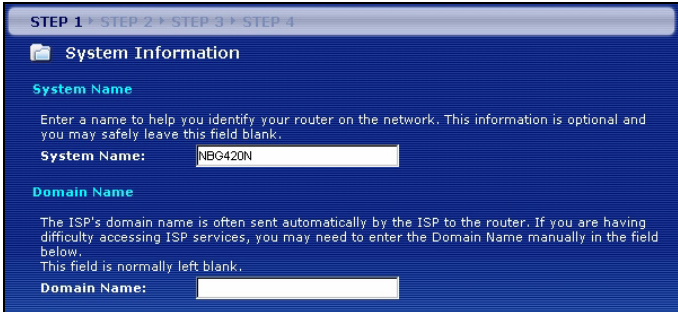 STEP 1 › STEP 2 › STEP 3 › STEP 4
System Information
System Name
Enter a name to help you identify your router on the network. This information is optional and
you may safely leave this field blank.
System Name: NBG420N
Domain Name
The ISP's domain name is often sent automatically by the ISP to the router. If you are having
difficulty accessing ISP services, you may need to enter the Domain Name manually in the field
below.
This field is normally left blank.
Domain Name: